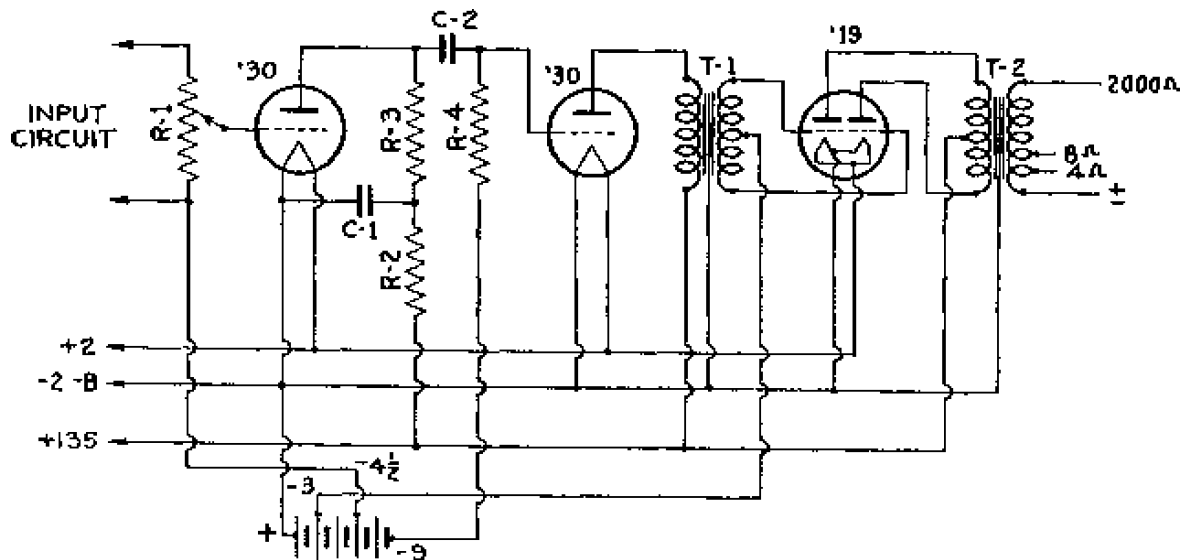 C-2
'30
'30
'19
T-1
T-2
2000Ω
INPUT
CIRCUIT
R-1
R-3
R-4
8Ω
4Ω
±
C-1
R-2
+2
-2 -B
+135
-4½
-3
+
-9